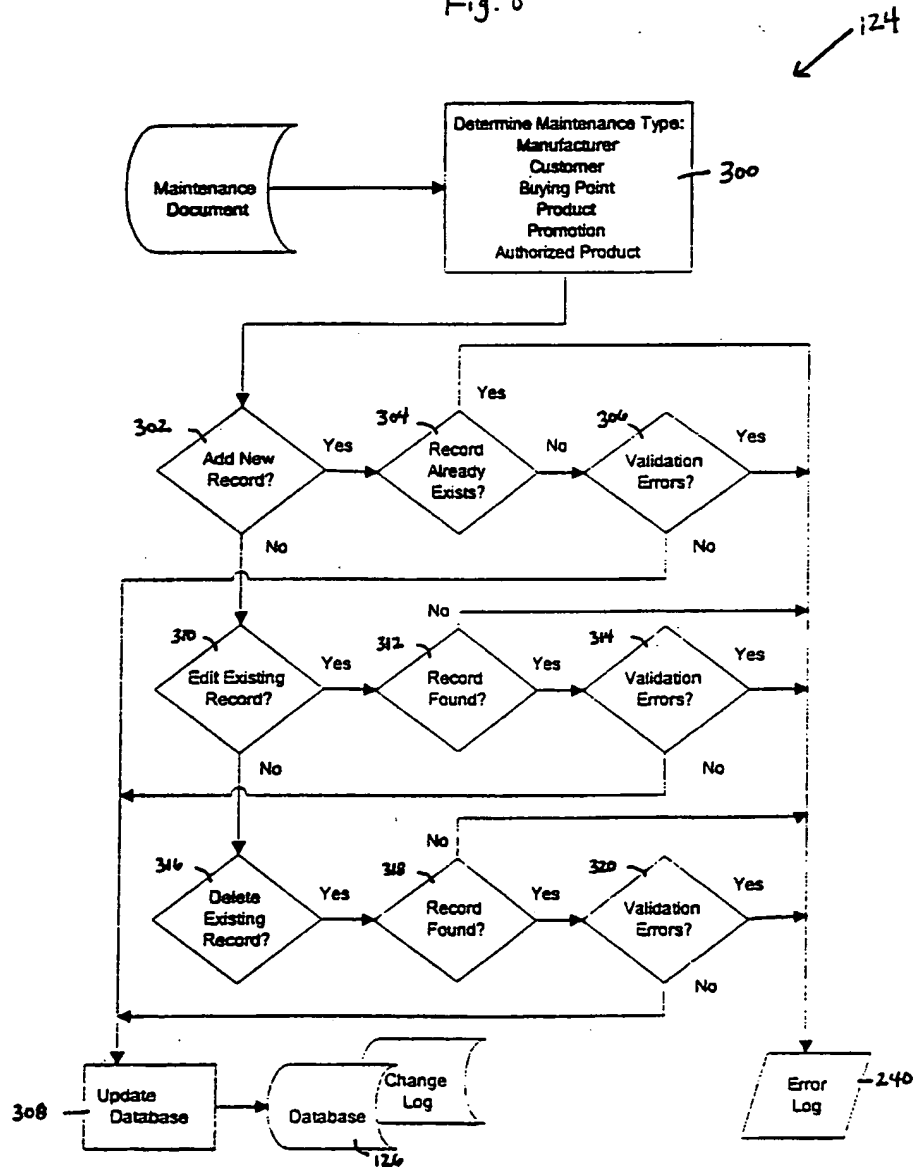 Fig. 8
124
Maintenance
Document
Determine Maintenance Type:
Manufacturer
Customer
Buying Point
Product
Promotion
Authorized Product
300
302
Add New
Record?
Yes
No
304
Record
Already
Exists?
Yes
No
306
Validation
Errors?
Yes
No
310
Edit Existing
Record?
Yes
No
312
Record
Found?
No
Yes
314
Validation
Errors?
Yes
No
316
Delete
Existing
Record?
Yes
318
Record
Found?
No
Yes
320
Validation
Errors?
Yes
No
308
Update
Database
Database
126
Change
Log
Error
Log
240